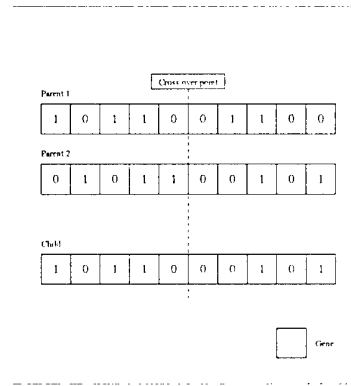 Cross-over point
Parent 1
1 0 1 1 0 0 1 1 0 0
Parent 2
0 1 0 1 1 0 0 1 0 1
Child
1 0 1 1 0 0 0 1 0 1
Gene